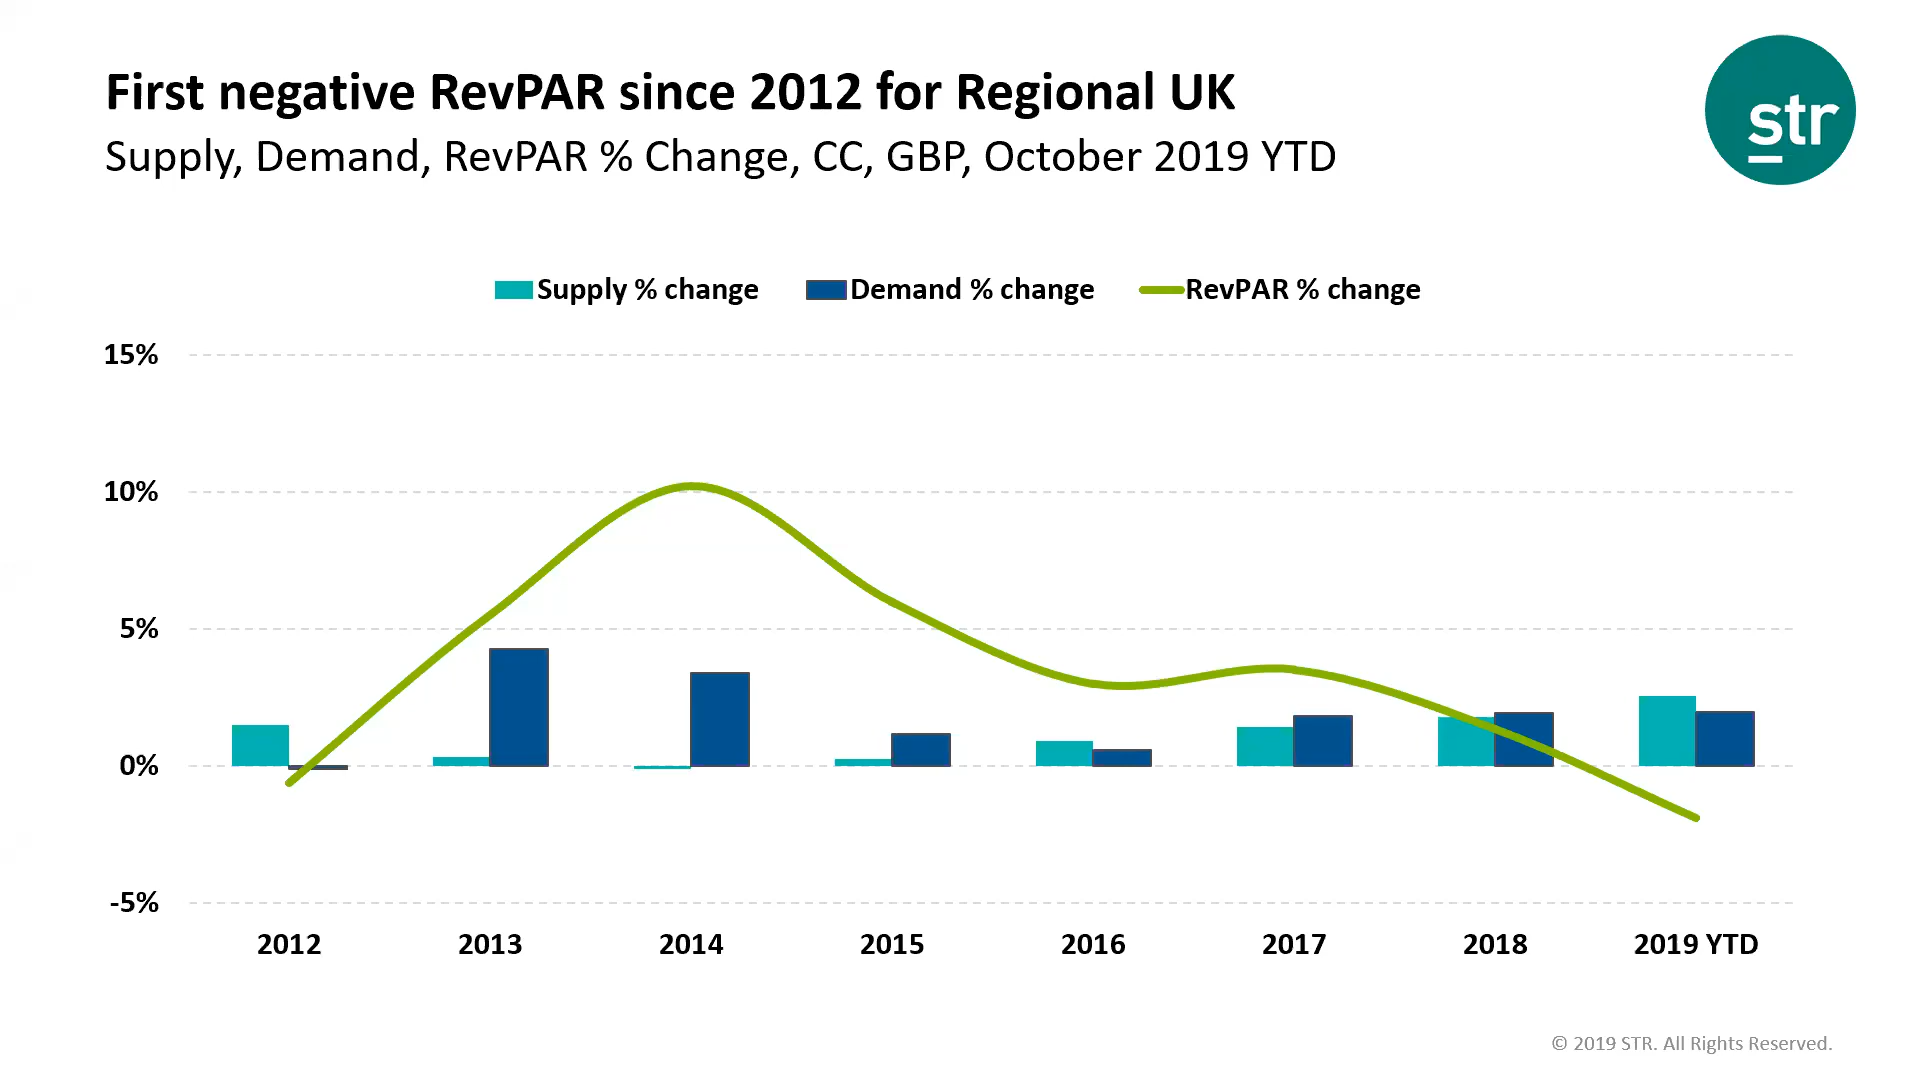 First negative RevPAR since 2012 for Regional UK
Supply, Demand, RevPAR % Change, CC, GBP, October 2019 YTD
str
Supply % change
Demand % change
RevPAR % change
15%
10%
5%
0%
-5%
2012
2013
2014
2015
2016
2017
2018
2019 YTD
© 2019 STR. All Rights Reserved.